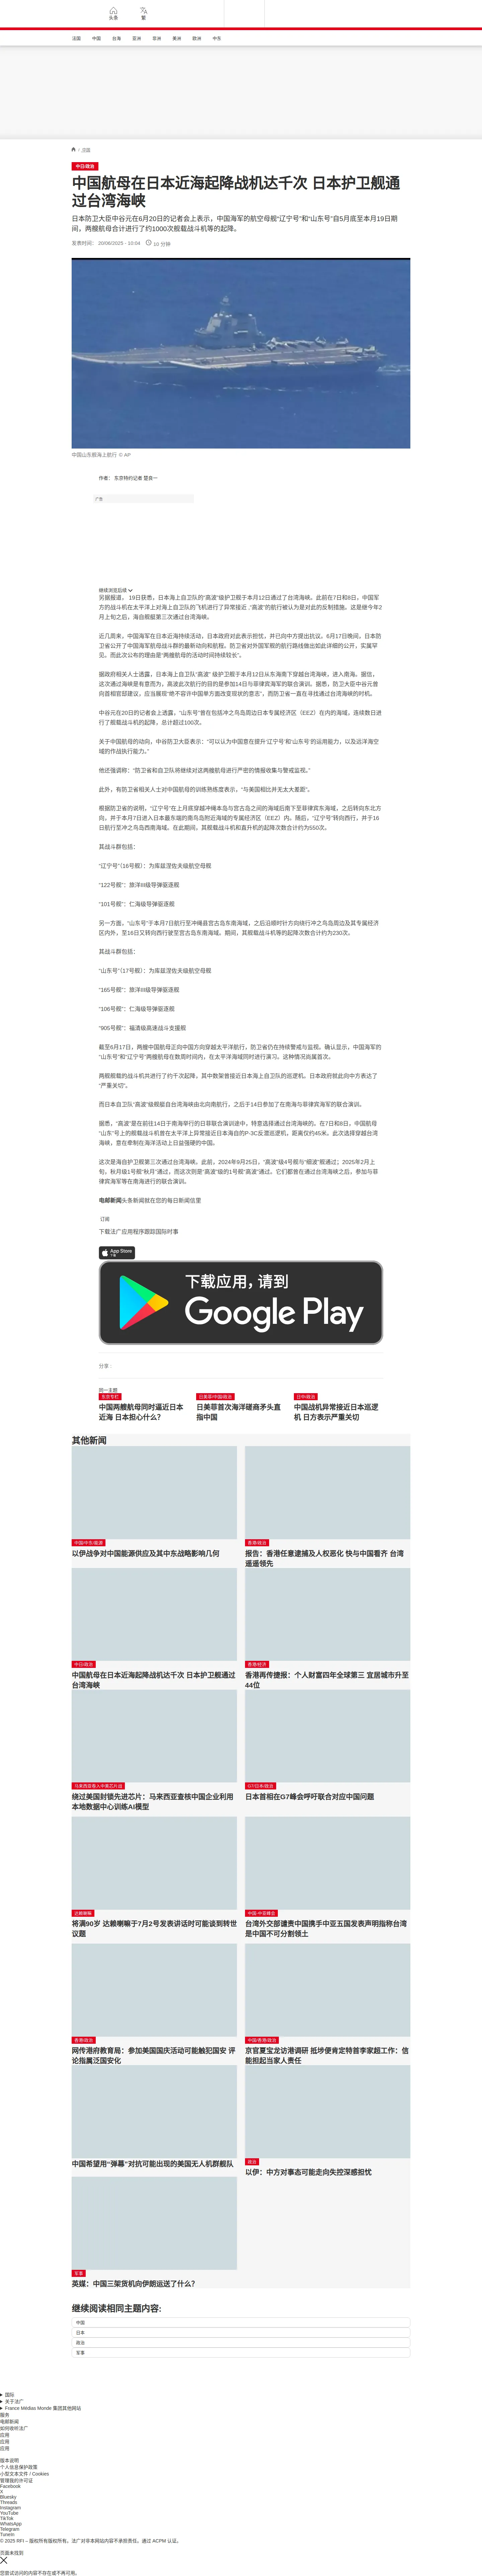 头条
繁
法国
中国
台海
亚洲
非洲
美洲
欧洲
中东
/ 中国
中日/政治
中国航母在日本近海起降战机达千次 日本护卫舰通
过台湾海峡
日本防卫大臣中谷元在6月20日的记者会上表示，中国海军的航空母舰“辽宁号”和“山东号”自5月底至本月19日期
间，两艘航母合计进行了约1000次舰载战斗机等的起降。
发表时间： 20/06/2025 - 10:04
10 分钟
中国山东舰海上航行 © AP
作者： 东京特约记者 楚良一
广告
继续浏览后续
另据报道， 19日获悉，日本海上自卫队的“高波”级护卫舰于本月12日通过了台湾海峡。此前在7日和8日，中国军
方的战斗机在太平洋上对海上自卫队的飞机进行了异常接近 ,“高波”的航行被认为是对此的反制措施。这是继今年2
月上旬之后，海自舰艇第三次通过台湾海峡。
近几周来，中国海军在日本近海持续活动，日本政府对此表示担忧，并已向中方提出抗议。6月17日晚间，日本防
卫省公开了中国海军航母战斗群的最新动向和航程。防卫省对外国军舰的航行路线做出如此详细的公开，实属罕
见。而此次公布的理由是“两艘航母的活动时间持续较长”。
据政府相关人士透露，日本海上自卫队“高波” 级护卫舰于本月12日从东海南下穿越台湾海峡，进入南海。据信，
这次通过海峡是有意而为，高波此次航行的目的是参加14日与菲律宾海军的联合演训。据悉，防卫大臣中谷元曾
向首相官邸建议，应当展现“绝不容许中国单方面改变现状的意志”，而防卫省一直在寻找通过台湾海峡的时机。
中谷元在20日的记者会上透露，“山东号”曾在包括冲之鸟岛周边日本专属经济区（EEZ）在内的海域，连续数日进
行了舰载战斗机的起降，总计超过100次。
关于中国航母的动向，中谷防卫大臣表示：“可以认为中国意在提升‘辽宁号’和‘山东号’的运用能力，以及远洋海空
域的作战执行能力。”
他还强调称：“防卫省和自卫队将继续对这两艘航母进行严密的情报收集与警戒监视。”
此外，有防卫省相关人士对中国航母的训练熟练度表示，“与美国相比并无太大差距”。
根据防卫省的说明，“辽宁号”在上月底穿越冲绳本岛与宫古岛之间的海域后南下至菲律宾东海域，之后转向东北方
向，并于本月7日进入日本最东端的南鸟岛附近海域的专属经济区（EEZ）内。随后，“辽宁号”转向西行，并于16
日航行至冲之鸟岛西南海域。在此期间，其舰载战斗机和直升机的起降次数合计约为550次。
其战斗群包括：
“辽宁号”（16号舰）：为库兹涅佐夫级航空母舰
“122号舰”：旅洋III级导弹驱逐舰
“101号舰”：仁海级导弹驱逐舰
另一方面，“山东号”于本月7日航行至冲绳县宫古岛东南海域，之后沿顺时针方向绕行冲之鸟岛周边及其专属经济
区内外，至16日又转向西行驶至宫古岛东南海域。期间，其舰载战斗机等的起降次数合计约为230次。
其战斗群包括：
“山东号”（17号舰）：为库兹涅佐夫级航空母舰
“165号舰”：旅洋III级导弹驱逐舰
“106号舰”：仁海级导弹驱逐舰
“905号舰”：福清级高速战斗支援舰
截至6月17日，两艘中国航母正向中国方向穿越太平洋航行，防卫省仍在持续警戒与监视。确认显示，中国海军的
“山东号”和“辽宁号”两艘航母在数周时间内，在太平洋海域同时进行演习。这种情况尚属首次。
两舰舰载的战斗机共进行了约千次起降，其中数架曾接近日本海上自卫队的巡逻机。日本政府就此向中方表达了
“严重关切”。
而日本自卫队“高波”级舰艇自台湾海峡由北向南航行，之后于14日参加了在南海与菲律宾海军的联合演训。
据悉，“高波”是在前往14日于南海举行的日菲联合演训途中，特意选择通过台湾海峡的。在7日和8日，中国航母
“山东”号上的舰载战斗机曾在太平洋上异常接近日本海自的P-3C反潜巡逻机，距离仅约45米。此次选择穿越台湾
海峡，意在牵制在海洋活动上日益强硬的中国。
这次是海自护卫舰第三次通过台湾海峡。此前，2024年9月25日，“高波”级4号舰与“细波”舰通过；2025年2月上
旬，秋月级1号舰“秋月”通过，而这次则是“高波”级的1号舰“高波”通过。它们都曾在通过台湾海峡之后，参加与菲
律宾海军等在南海进行的联合演训。
电邮新闻头条新闻就在您的每日新闻信里
订阅
下载法广应用程序跟踪国际时事
App Store
下载
下载应用，请到
Google Play
分享 :
同一主题
东京专栏
中国两艘航母同时逼近日本
近海 日本担心什么？
日美菲/中国/政治
日美菲首次海洋磋商矛头直
指中国
日中/政治
中国战机异常接近日本巡逻
机 日方表示严重关切
其他新闻
中国/中东/能源
以伊战争对中国能源供应及其中东战略影响几何
香港/政治
报告：香港任意逮捕及人权恶化 快与中国看齐 台湾
遥遥领先
中日/政治
中国航母在日本近海起降战机达千次 日本护卫舰通过
台湾海峡
香港/经济
香港再传捷报：个人财富四年全球第三 宜居城市升至
44位
马来西亚卷入中美芯片战
绕过美国封锁先进芯片：马来西亚查核中国企业利用
本地数据中心训练AI模型
G7/日本/政治
日本首相在G7峰会呼吁联合对应中国问题
达赖喇嘛
将满90岁 达赖喇嘛于7月2号发表讲话时可能谈到转世
议题
中国-中亚峰会
台湾外交部谴责中国携手中亚五国发表声明指称台湾
是中国不可分割领土
香港/政治
网传港府教育局：参加美国国庆活动可能触犯国安 评
论指属泛国安化
中国/香港/政治
京官夏宝龙访港调研 抵埗便肯定特首李家超工作：信
能担起当家人责任
中国希望用“弹幕”对抗可能出现的美国无人机群舰队
政治
以伊：中方对事态可能走向失控深感担忧
军事
英媒：中国三架货机向伊朗运送了什么？
继续阅读相同主题内容:
中国
日本
政治
军事
国际
关于法广
France Médias Monde 集团其他网站
服务
电邮新闻
如何收听法广
应用
应用
应用
版本说明
个人信息保护政策
小型文本文件 / Cookies
管理我的许可证
Facebook
X
Bluesky
Threads
Instagram
YouTube
TikTok
WhatsApp
Telegram
TuneIn
© 2025 RFI – 版权所有版权所有。法广对非本网站内容不承担责任。通过 ACPM 认证。
页面未找到
您尝试访问的内容不存在或不再可用。